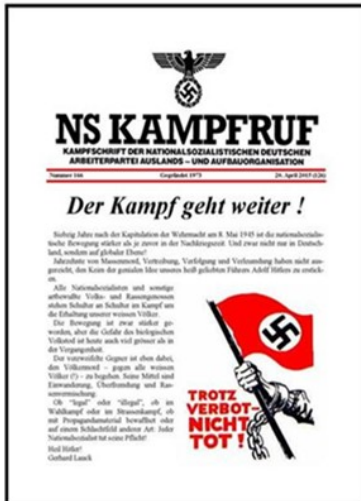 NS KAMPFRUF
KAMPFSCHRIFT DER NATIONALSOZIALISTISCHEN DEUTSCHEN
ARBEITERPARTEI AUSLANDS – UND AUFBAUORGANISATION
Nummer 166 Gegründet 1973 20. April 2015 (126)
Der Kampf geht weiter !
Siebzig Jahre nach der Kapitulation der Wehrmacht am 8. Mai 1945 ist die nationalsozialis-
tische Bewegung stärker als je zuvor in der Nachkriegszeit. Und zwar nicht nur in Deutsch-
land, sondern auf globaler Ebene!
Jahrzehnte von Massenmord, Vertreibung, Verfolgung und Verleumdung haben nicht aus-
gereicht, den Keim der genialen Idee unseres heiß geliebten Führers Adolf Hitlers zu erstick-
en.
Alle Nationalsozialisten und sonstige
artbewußte Volks- und Rassengenossen
stehen Schulter an Schulter im Kampf um
die Erhaltung unserer weissen Völker.
Die Bewegung ist zwar stärker ge-
worden, aber die Gefahr des biologischen
Volkstod ist heute auch viel grösser als in
der Vergangenheit.
Der verzweifelte Gegner ist eben dabei,
den Völkermord – gegen alle weissen
Völker (!) – zu begehen. Seine Mittel sind
Einwanderung, Überfremdung und Ras-
senvermischung.
Ob "legal" oder "illegal", ob im
Wahlkampf oder im Strassenkampf, ob
mit Propagandamaterial bewaffnet oder
auf einem Schlachtfeld anderer Art: Jeder
Nationalsozialist tut seine Pflicht!
Heil Hitler!
Gerhard Lauck
TROTZ
VERBOT-
NICHT
TOT !